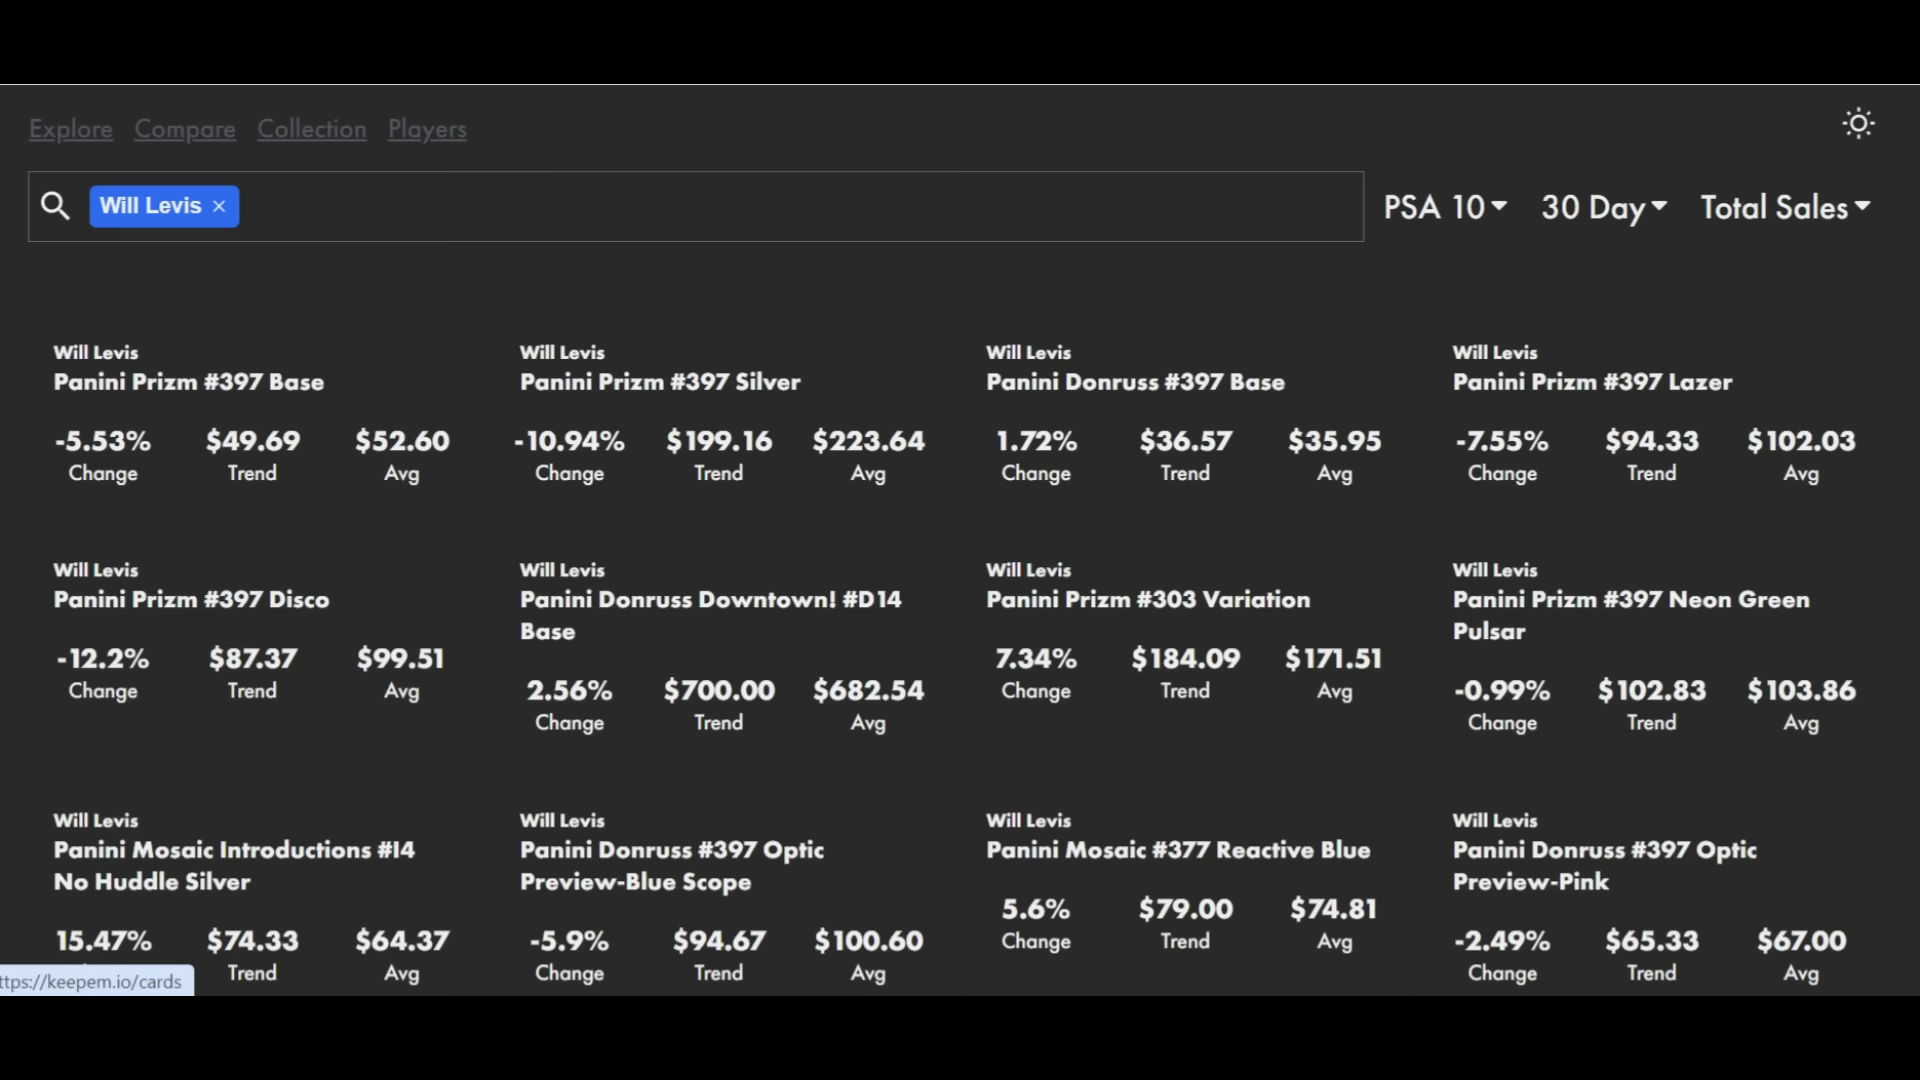 Explore Compare Collection Players
Will Levis ×
PSA 10 30 Day Total Sales
Will Levis
Panini Prizm #397 Base
-5.53% $49.69 $52.60
Change Trend Avg
Will Levis
Panini Prizm #397 Silver
-10.94% $199.16 $223.64
Change Trend Avg
Will Levis
Panini Donruss #397 Base
1.72% $36.57 $35.95
Change Trend Avg
Will Levis
Panini Prizm #397 Lazer
-7.55% $94.33 $102.03
Change Trend Avg
Will Levis
Panini Prizm #397 Disco
-12.2% $87.37 $99.51
Change Trend Avg
Will Levis
Panini Donruss Downtown! #D14
Base
2.56% $700.00 $682.54
Change Trend Avg
Will Levis
Panini Prizm #303 Variation
7.34% $184.09 $171.51
Change Trend Avg
Will Levis
Panini Prizm #397 Neon Green
Pulsar
-0.99% $102.83 $103.86
Change Trend Avg
Will Levis
Panini Mosaic Introductions #I4
No Huddle Silver
15.47% $74.33 $64.37
Trend Avg
Will Levis
Panini Donruss #397 Optic
Preview-Blue Scope
-5.9% $94.67 $100.60
Change Trend Avg
Will Levis
Panini Mosaic #377 Reactive Blue
5.6% $79.00 $74.81
Change Trend Avg
Will Levis
Panini Donruss #397 Optic
Preview-Pink
-2.49% $65.33 $67.00
Change Trend Avg
ttps://keepem.io/cards